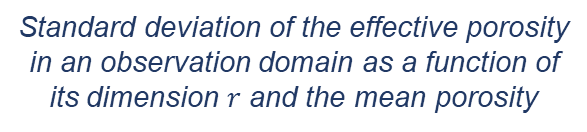 Standard deviation of the effective porosity
in an observation domain as a function of
its dimension r and the mean porosity